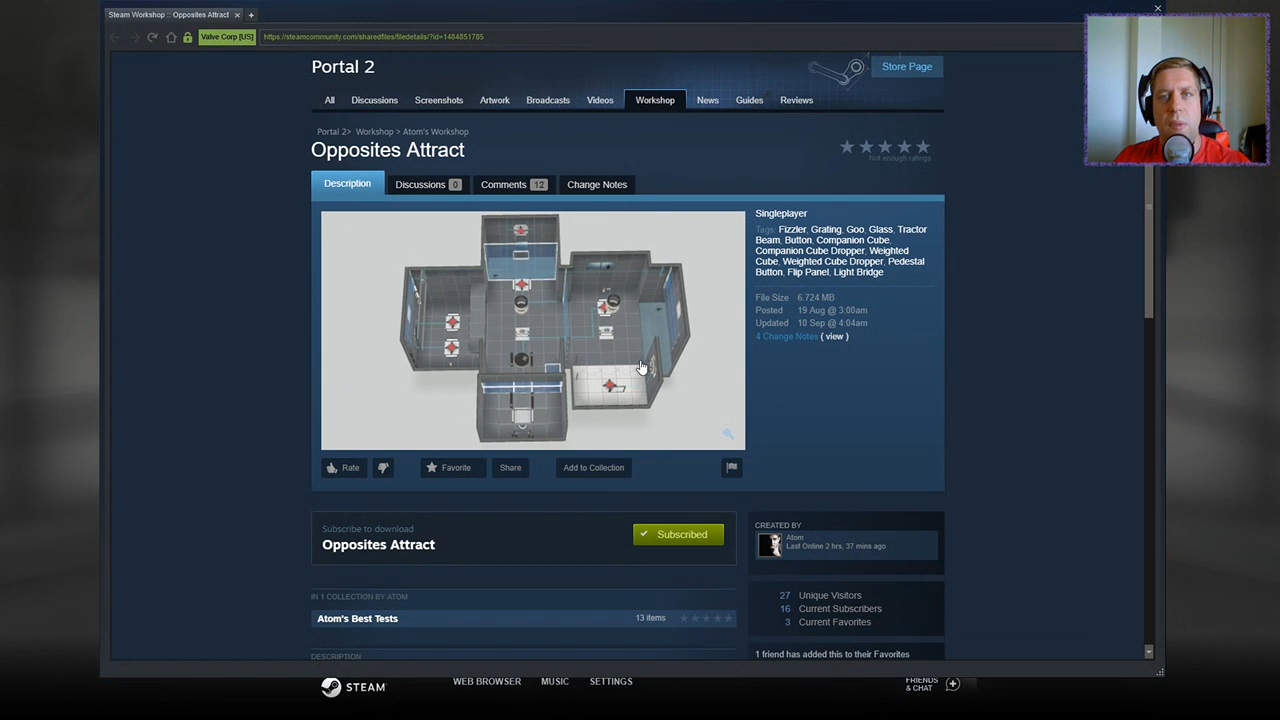 Steam Workshop :: Opposites Attract
Valve Corp [US]
https://steamcommunity.com/sharedfiles/filedetails/?id=1484851785
Portal 2
Store Page
All Discussions Screenshots Artwork Broadcasts Videos Workshop News Guides Reviews
Portal 2> Workshop > Atom's Workshop
Opposites Attract
Not enough ratings
Description Discussions 0 Comments 12 Change Notes
Singleplayer
Tags: Fizzler, Grating, Goo, Glass, Tractor
Beam, Button, Companion Cube,
Companion Cube Dropper, Weighted
Cube, Weighted Cube Dropper, Pedestal
Button, Flip Panel, Light Bridge
File Size 6.724 MB
Posted 19 Aug @ 3:00am
Updated 10 Sep @ 4:04am
4 Change Notes ( view )
Rate Favorite Share Add to Collection
Subscribe to download
Opposites Attract
Subscribed
CREATED BY
Atom
Last Online 2 hrs, 37 mins ago
IN 1 COLLECTION BY ATOM
Atom's Best Tests 13 items
27 Unique Visitors
16 Current Subscribers
3 Current Favorites
DESCRIPTION
1 friend has added this to their Favorites
STEAM
WEB BROWSER MUSIC SETTINGS
FRIENDS
& CHAT